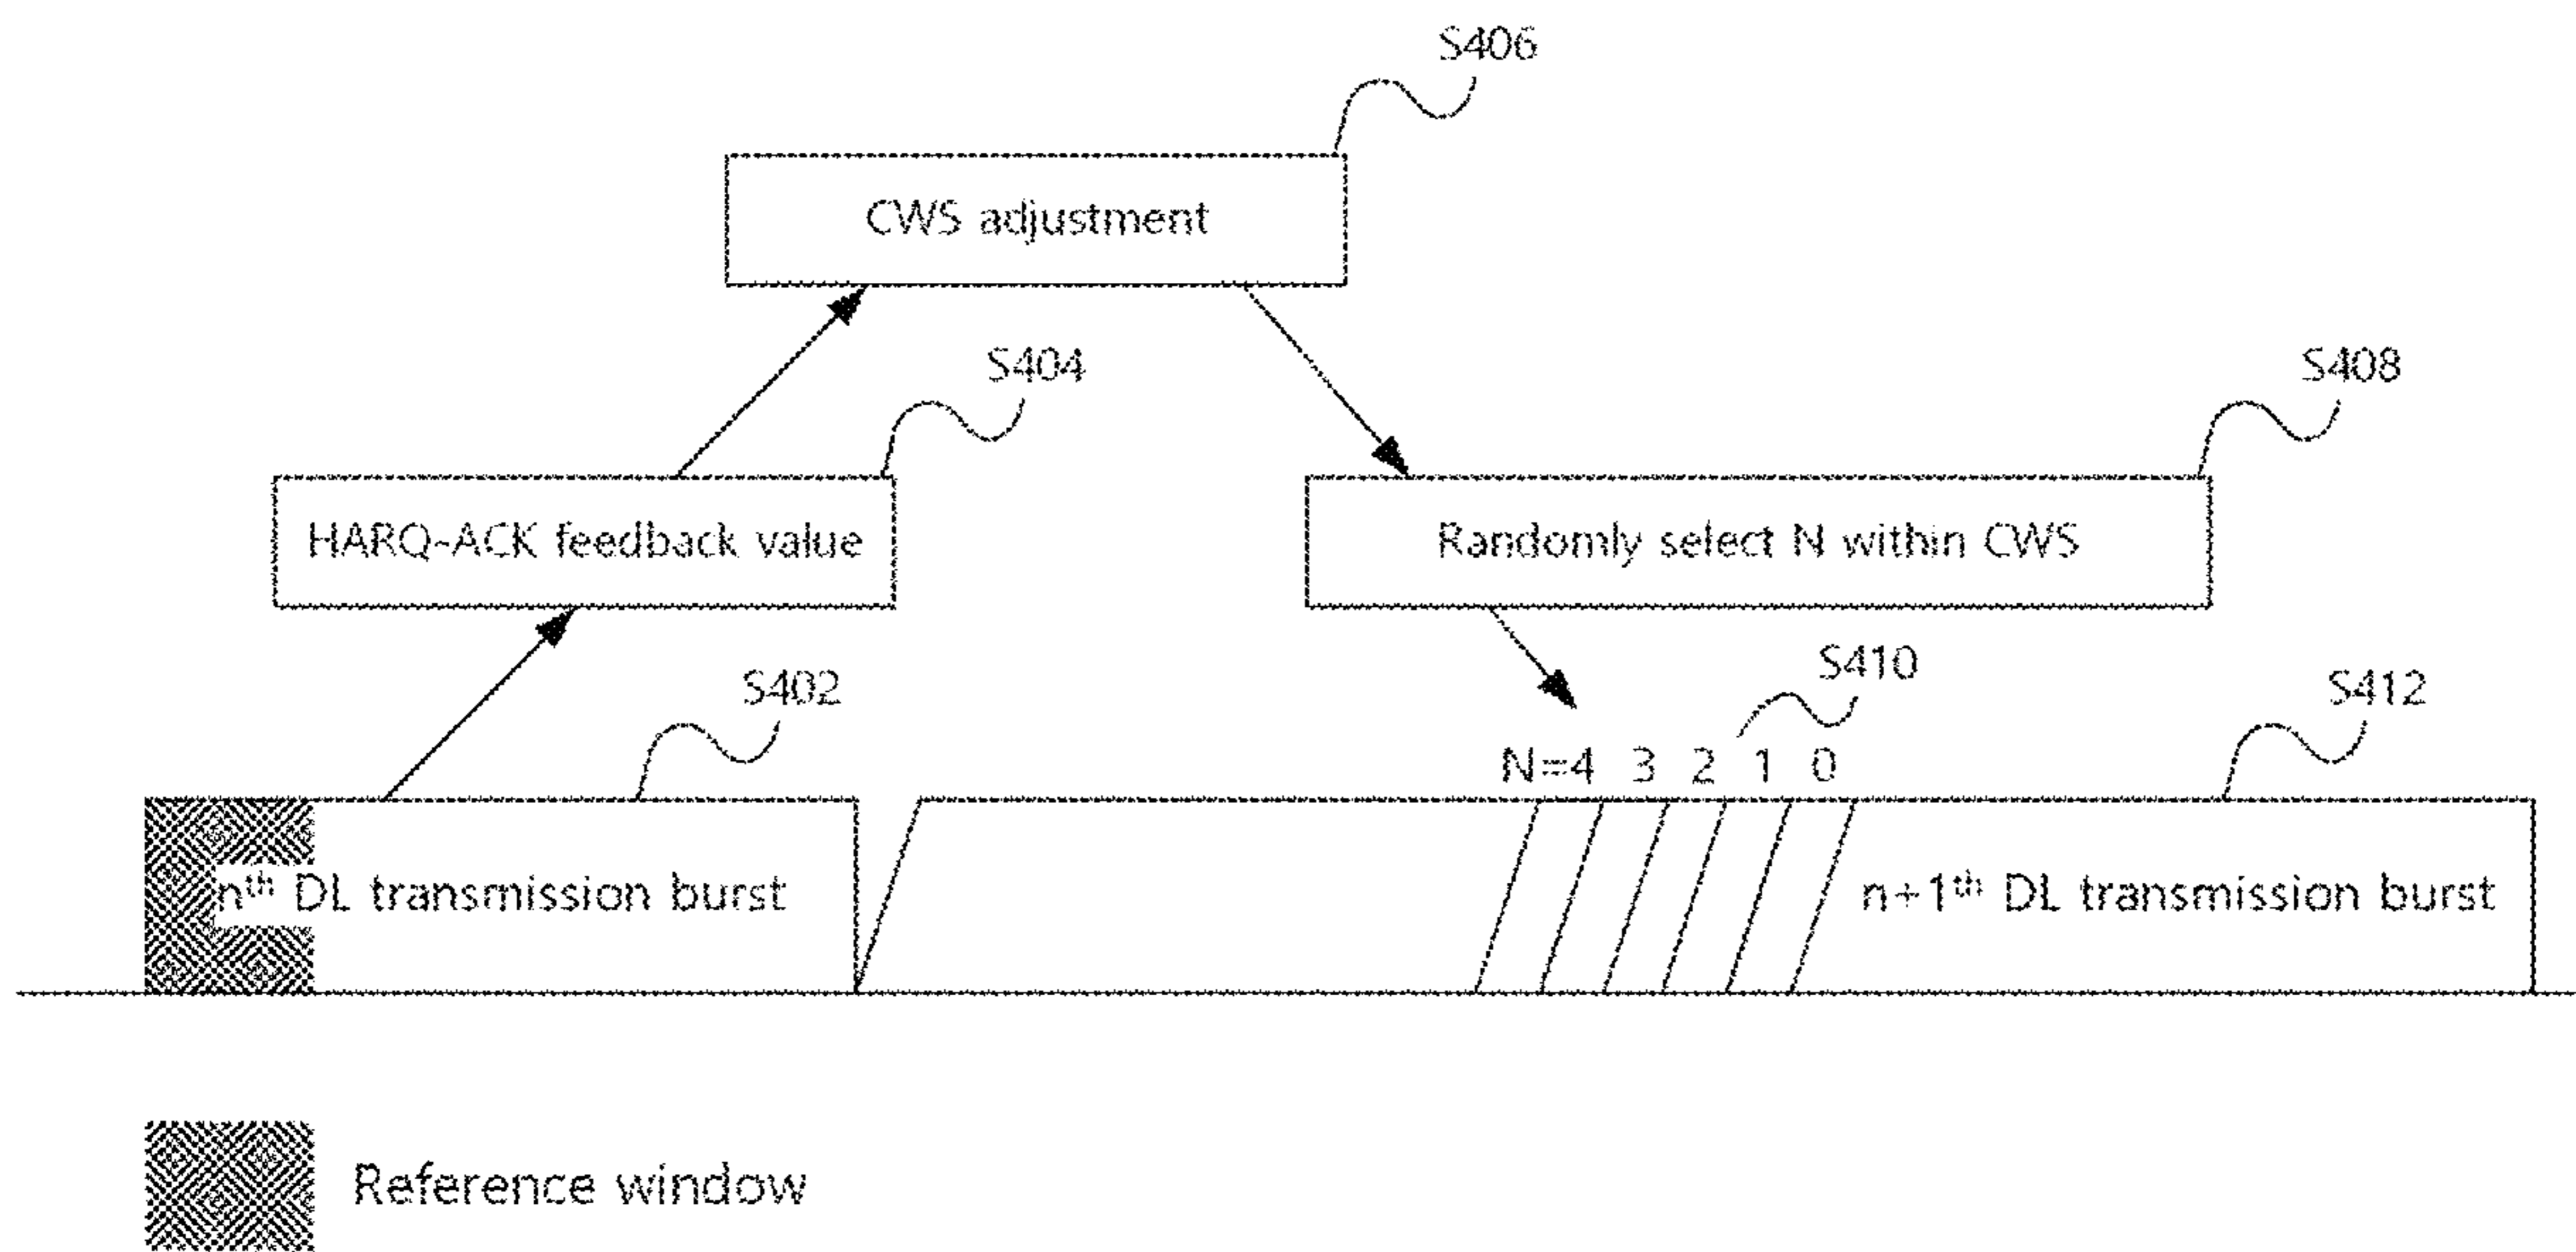 S406
CWS adjustment
S404
S408
HARQ-ACK feedback value
Randomly select N within CWS
S402
S410
S412
N=4 3 2 1 0
nth DL transmission burst
n+1th DL transmission burst
Reference window